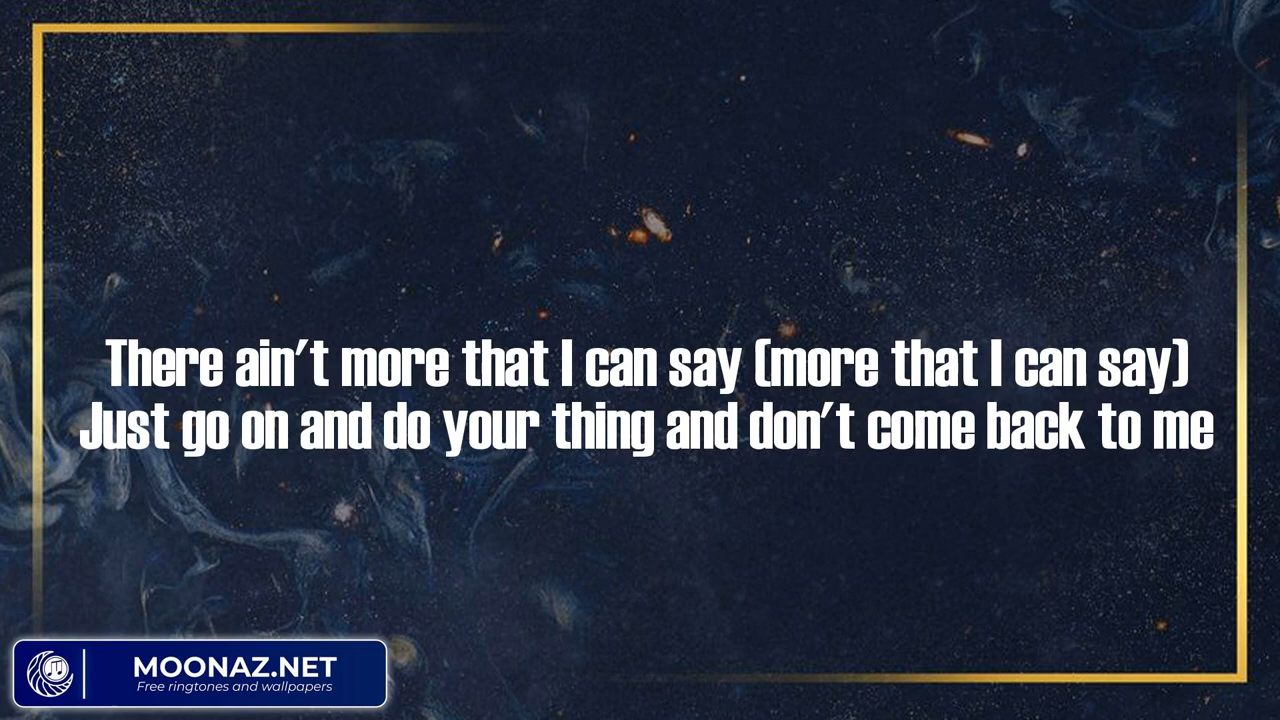 There ain't more that I can say (more that I can say)
Just go on and do your thing and don't come back to me
MOONAZ.NET
Free ringtones and wallpapers